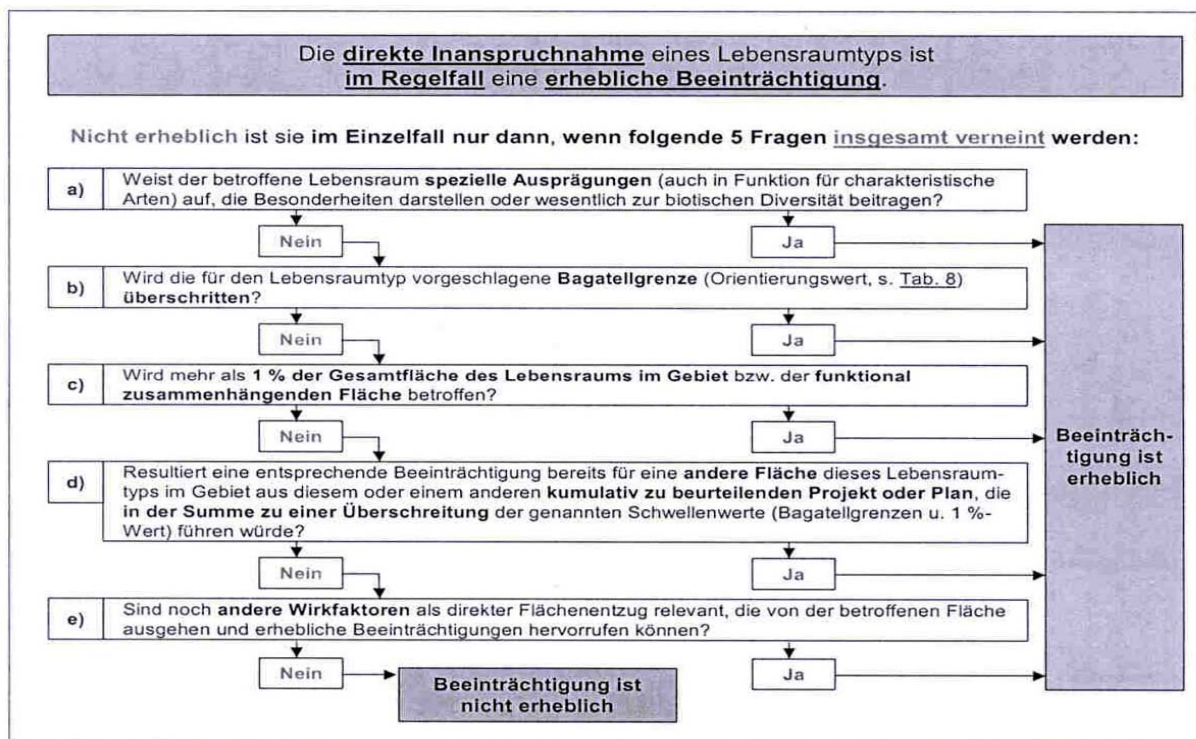 Die direkte Inanspruchnahme eines Lebensraumtyps ist
im Regelfall eine erhebliche Beeinträchtigung.
Nicht erheblich ist sie im Einzelfall nur dann, wenn folgende 5 Fragen insgesamt verneint werden:
a) Weist der betroffene Lebensraum spezielle Ausprägungen (auch in Funktion für charakteristische
Arten) auf, die Besonderheiten darstellen oder wesentlich zur biotischen Diversität beitragen?
Nein
Ja
b) Wird die für den Lebensraumtyp vorgeschlagene Bagatellgrenze (Orientierungswert, s. Tab. 8)
überschritten?
Nein
Ja
c) Wird mehr als 1 % der Gesamtfläche des Lebensraums im Gebiet bzw. der funktional
zusammenhängenden Fläche betroffen?
Nein
Ja
d) Resultiert eine entsprechende Beeinträchtigung bereits für eine andere Fläche dieses Lebensraum-
typs im Gebiet aus diesem oder einem anderen kumulativ zu beurteilenden Projekt oder Plan, die
in der Summe zu einer Überschreitung der genannten Schwellenwerte (Bagatellgrenzen u. 1 %-
Wert) führen würde?
Nein
Ja
e) Sind noch andere Wirkfaktoren als direkter Flächenentzug relevant, die von der betroffenen Fläche
ausgehen und erhebliche Beeinträchtigungen hervorrufen können?
Nein
Ja
Beeinträchtigung ist
nicht erheblich
Beeinträch-
tigung ist
erheblich